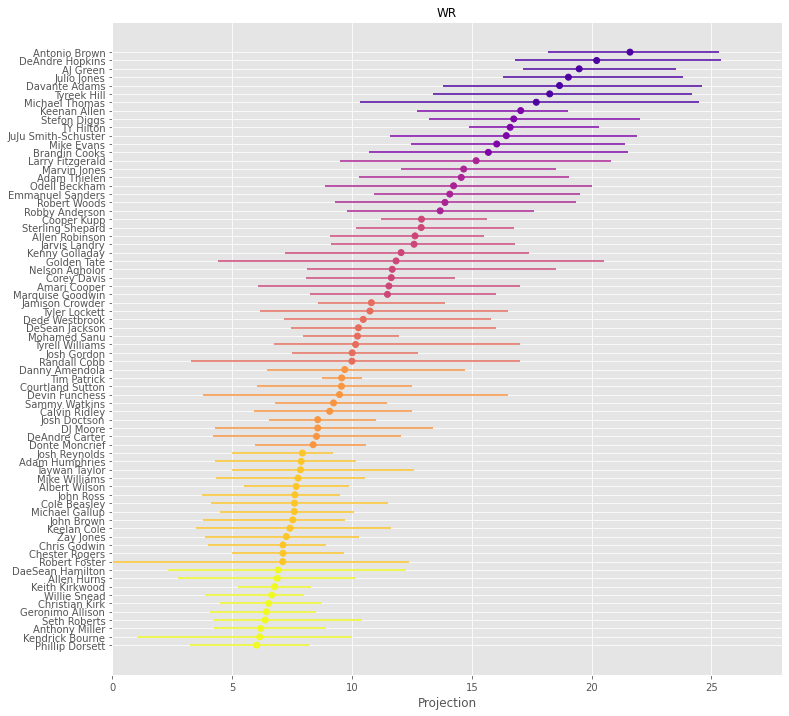 WR
Antonio Brown
DeAndre Hopkins
AJ Green
Julio Jones
Davante Adams
Tyreek Hill
Michael Thomas
Keenan Allen
Stefon Diggs
TY Hilton
JuJu Smith-Schuster
Mike Evans
Brandin Cooks
Larry Fitzgerald
Marvin Jones
Adam Thielen
Odell Beckham
Emmanuel Sanders
Robert Woods
Robby Anderson
Cooper Kupp
Sterling Shepard
Allen Robinson
Jarvis Landry
Kenny Golladay
Golden Tate
Nelson Agholor
Corey Davis
Amari Cooper
Marquise Goodwin
Jamison Crowder
Tyler Lockett
Dede Westbrook
DeSean Jackson
Mohamed Sanu
Tyrell Williams
Josh Gordon
Randall Cobb
Danny Amendola
Tim Patrick
Courtland Sutton
Devin Funchess
Sammy Watkins
Calvin Ridley
Josh Doctson
DJ Moore
DeAndre Carter
Donte Moncrief
Josh Reynolds
Adam Humphries
Taywan Taylor
Mike Williams
Albert Wilson
John Ross
Cole Beasley
Michael Gallup
John Brown
Keelan Cole
Zay Jones
Chris Godwin
Chester Rogers
Robert Foster
DaeSean Hamilton
Allen Hurns
Keith Kirkwood
Willie Snead
Christian Kirk
Geronimo Allison
Seth Roberts
Anthony Miller
Kendrick Bourne
Phillip Dorsett
0 5 10 15 20 25
Projection